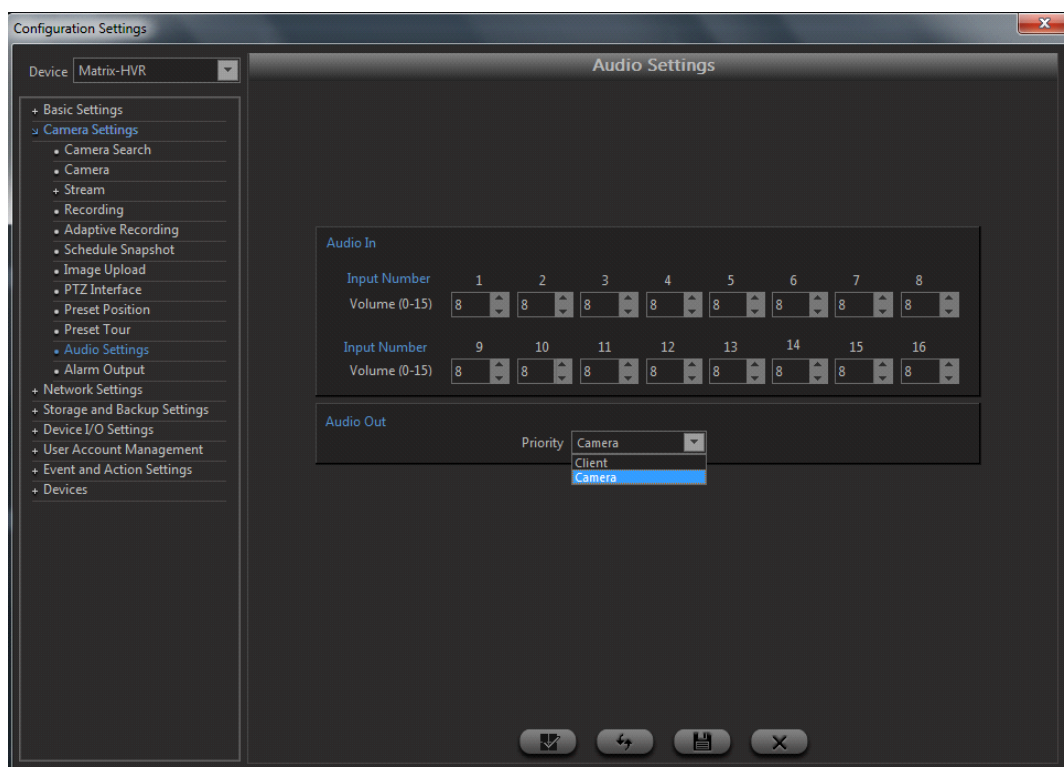 Configuration Settings
Device Matrix-HVR
+ Basic Settings
Camera Settings
Camera Search
Camera
+ Stream
Recording
Adaptive Recording
Schedule Snapshot
Image Upload
PTZ Interface
Preset Position
Preset Tour
Audio Settings
Alarm Output
+ Network Settings
+ Storage and Backup Settings
+ Device I/O Settings
+ User Account Management
+ Event and Action Settings
+ Devices
Audio Settings
Audio In
Input Number 1 2 3 4 5 6 7 8
Volume (0-15) 8 8 8 8 8 8 8 8
Input Number 9 10 11 12 13 14 15 16
Volume (0-15) 8 8 8 8 8 8 8 8
Audio Out
Priority Camera
Client
Camera